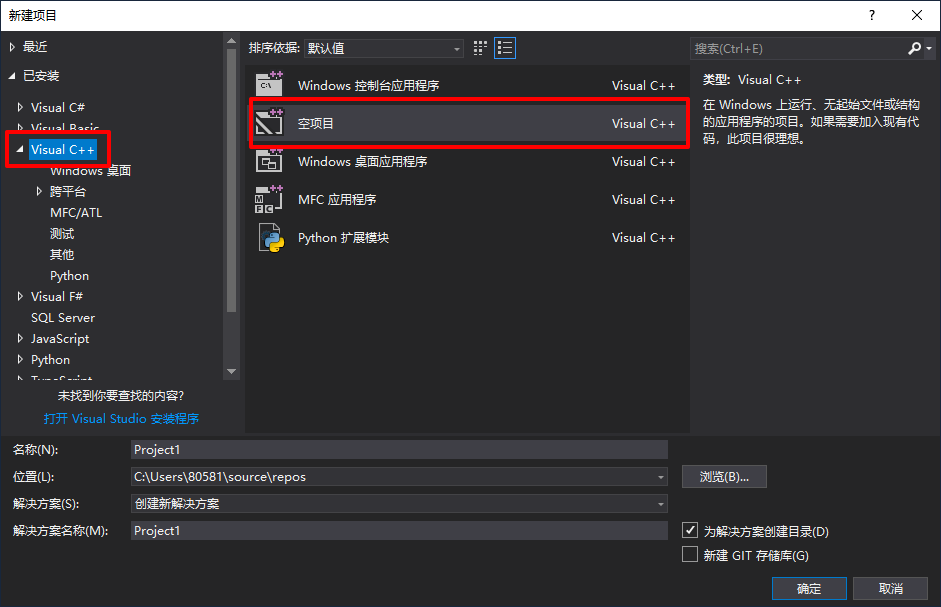 新建项目
? ×
最近
已安装
Visual C#
Visual Basic
Visual C++
Windows 桌面
跨平台
MFC/ATL
测试
其他
Python
Visual F#
SQL Server
JavaScript
Python
TypeScript
未找到你要查找的内容?
打开 Visual Studio 安装程序
排序依据: 默认值
Windows 控制台应用程序 Visual C++
空项目 Visual C++
Windows 桌面应用程序 Visual C++
MFC 应用程序 Visual C++
Python 扩展模块 Visual C++
搜索(Ctrl+E)
类型: Visual C++
在 Windows 上运行、无起始文件或结构
的应用程序的项目。如果需要加入现有代
码，此项目很理想。
名称(N): Project1
位置(L): C:\Users\80581\source\repos 浏览(B)...
解决方案(S): 创建新解决方案
解决方案名称(M): Project1
为解决方案创建目录(D)
新建 GIT 存储库(G)
确定 取消